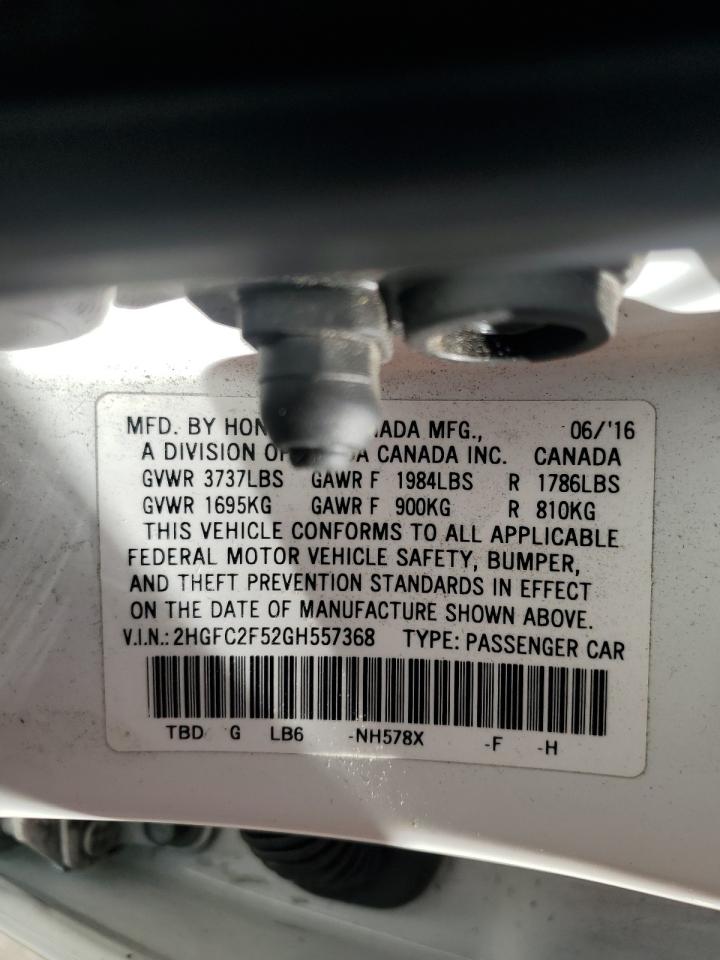 MFD. BY MFG., 06/'16
A DIVISION OF CANADA INC. CANADA
GVWR 3737LBS GAWR F 1984LBS R 1786LBS
GVWR 1695KG GAWR F 900KG R 810KG
THIS VEHICLE CONFORMS TO ALL APPLICABLE
FEDERAL MOTOR VEHICLE SAFETY, BUMPER,
AND THEFT PREVENTION STANDARDS IN EFFECT
ON THE DATE OF MANUFACTURE SHOWN ABOVE.
V.I.N.: 2HGFC2F52GH557368 TYPE: PASSENGER CAR
TBD G LB6 -NH578X -F -H